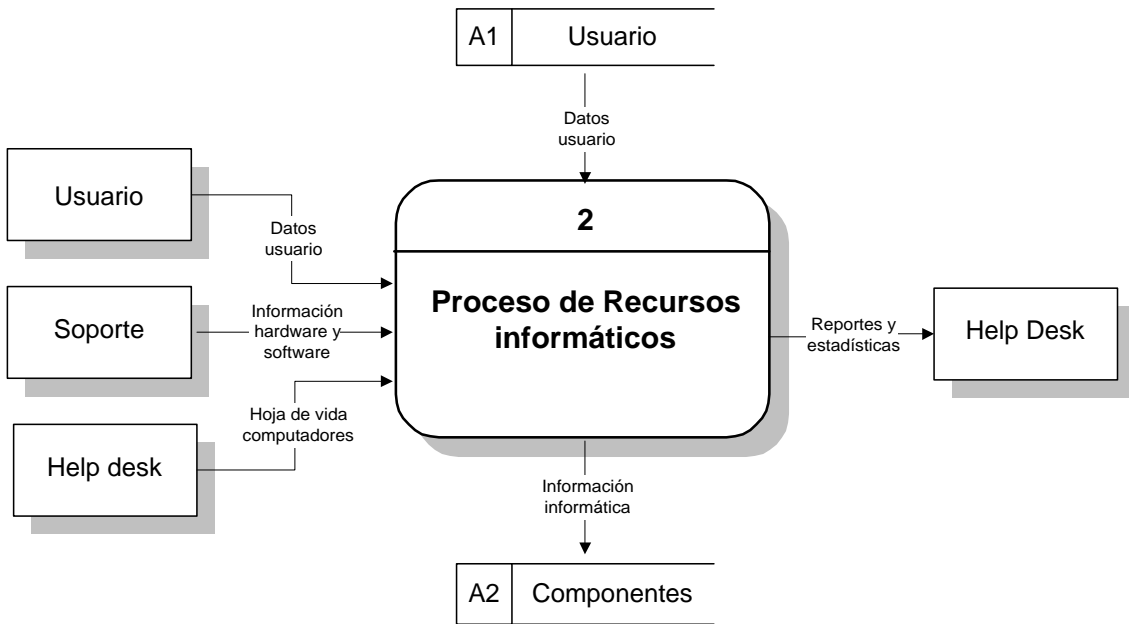 A1 Usuario
Datos
usuario
Usuario
Datos
usuario
2
Proceso de Recursos
informáticos
Soporte
Información
hardware y
software
Reportes y
estadísticas
Help Desk
Hoja de vida
computadores
Help desk
Información
informática
A2 Componentes